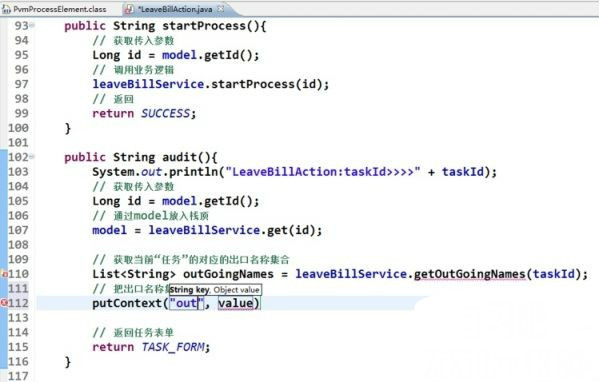 PvmProcessElement.class
*LeaveBillAction.java
93 public String startProcess(){
94 // 获取传入参数
95 Long id = model.getId();
96 // 调用业务逻辑
97 leaveBillService.startProcess(id);
98 // 返回
99 return SUCCESS;
100 }
101
102 public String audit(){
103 System.out.println("LeaveBillAction:taskId>>>>" + taskId);
104 // 获取传入参数
105 Long id = model.getId();
106 // 通过model放入栈顶
107 model = leaveBillService.get(id);
108
109 // 获取当前“任务”的对应的出口名称集合
110 List<String> outGoingNames = leaveBillService.getOutGoingNames(taskId);
111 // 把出口名称
String key, Object value
112 putContext("out", value)
113
114 // 返回任务表单
115 return TASK_FORM;
116 }
117